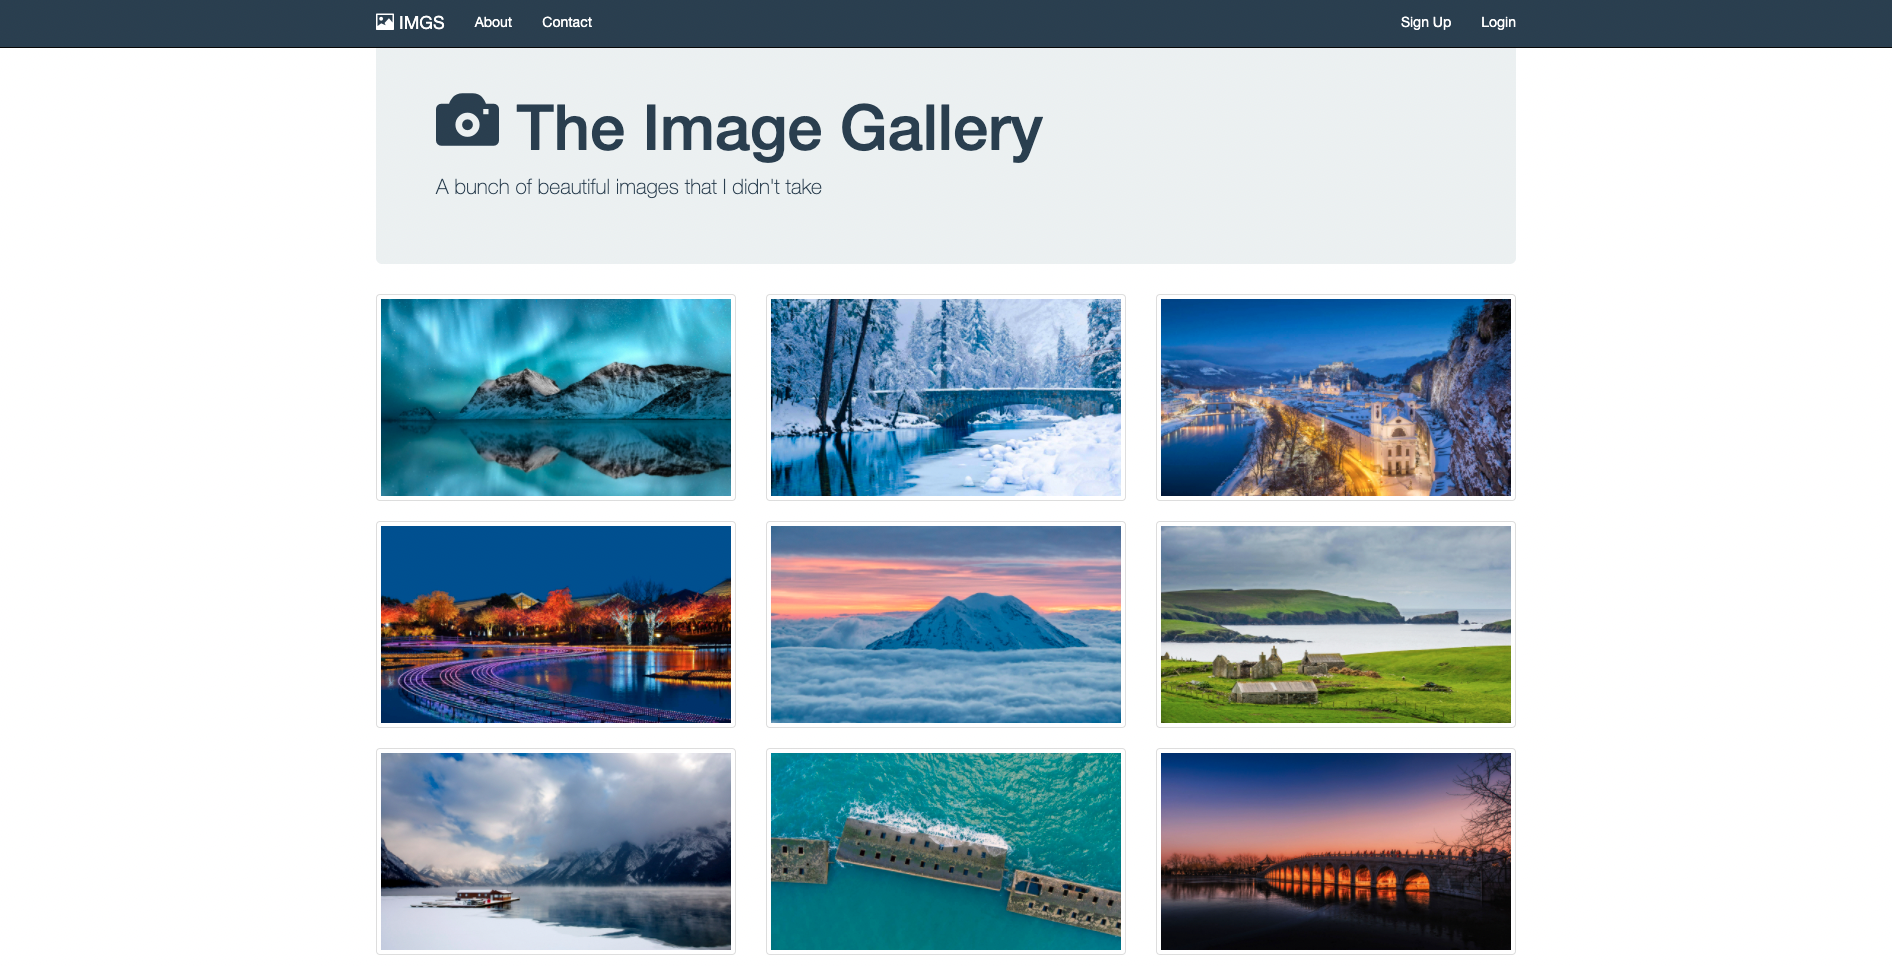 IMGS About Contact Sign Up Login
The Image Gallery
A bunch of beautiful images that I didn't take